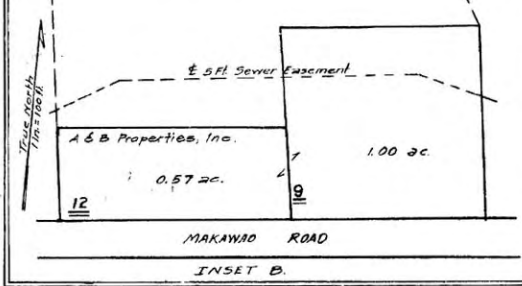 ℄ 5 Ft. Sewer Easement
True North
1 in. = 100 ft.
A & B Properties, Inc.
1.00 ac.
0.57 ac.
12
9
MAKAWAO ROAD
INSET B.